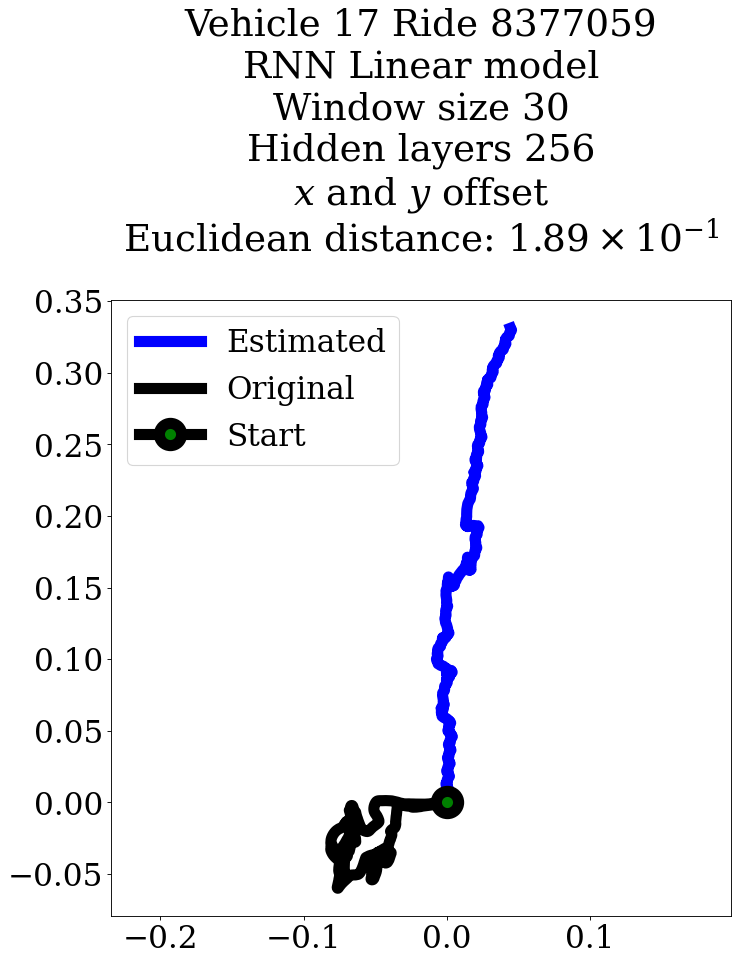 Vehicle 17 Ride 8377059
RNN Linear model
Window size 30
Hidden layers 256
x and y offset
Euclidean distance: 1.89 × 10⁻¹
0.35
0.30
0.25
0.20
0.15
0.10
0.05
0.00
−0.05
Estimated
Original
Start
−0.2 −0.1 0.0 0.1